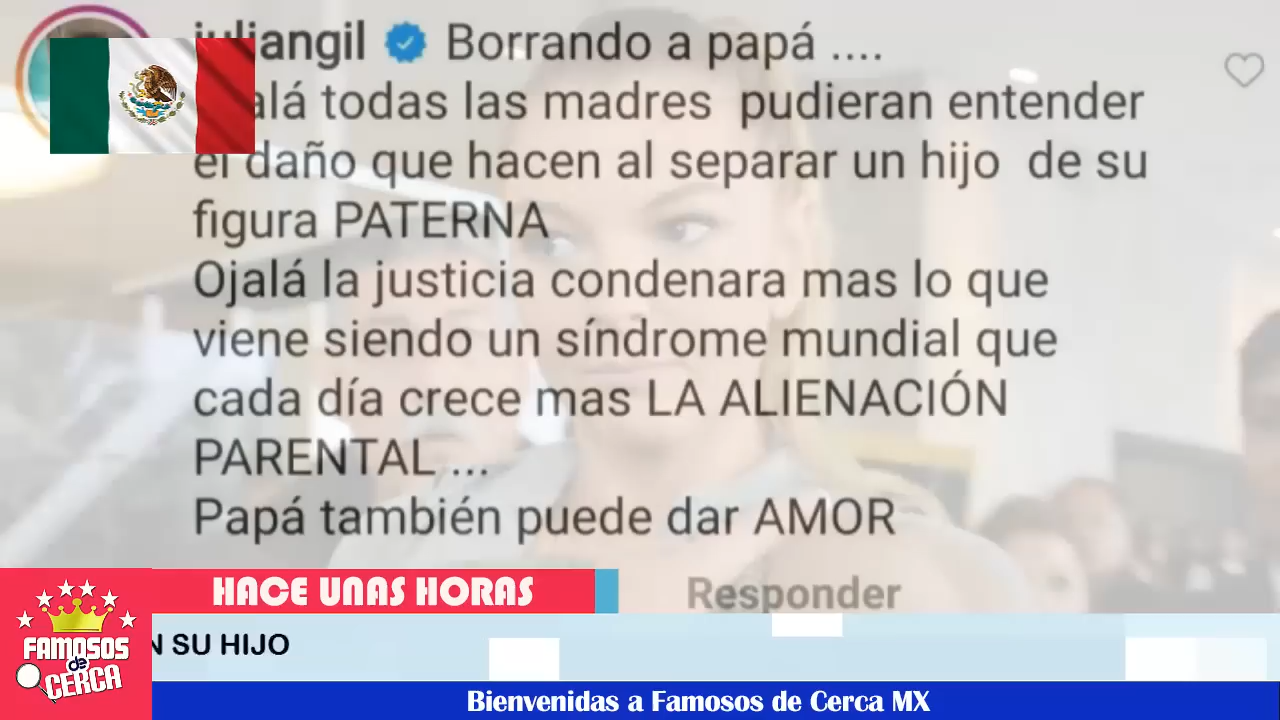 juliangil Borrando a papá ....
alá todas las madres pudieran entender
el daño que hacen al separar un hijo de su
figura PATERNA
Ojalá la justicia condenara mas lo que
viene siendo un síndrome mundial que
cada día crece mas LA ALIENACIÓN
PARENTAL ...
Papá también puede dar AMOR
Responder
HACE UNAS HORAS
N SU HIJO
FAMOSOS
de
CERCA
Bienvenidas a Famosos de Cerca MX